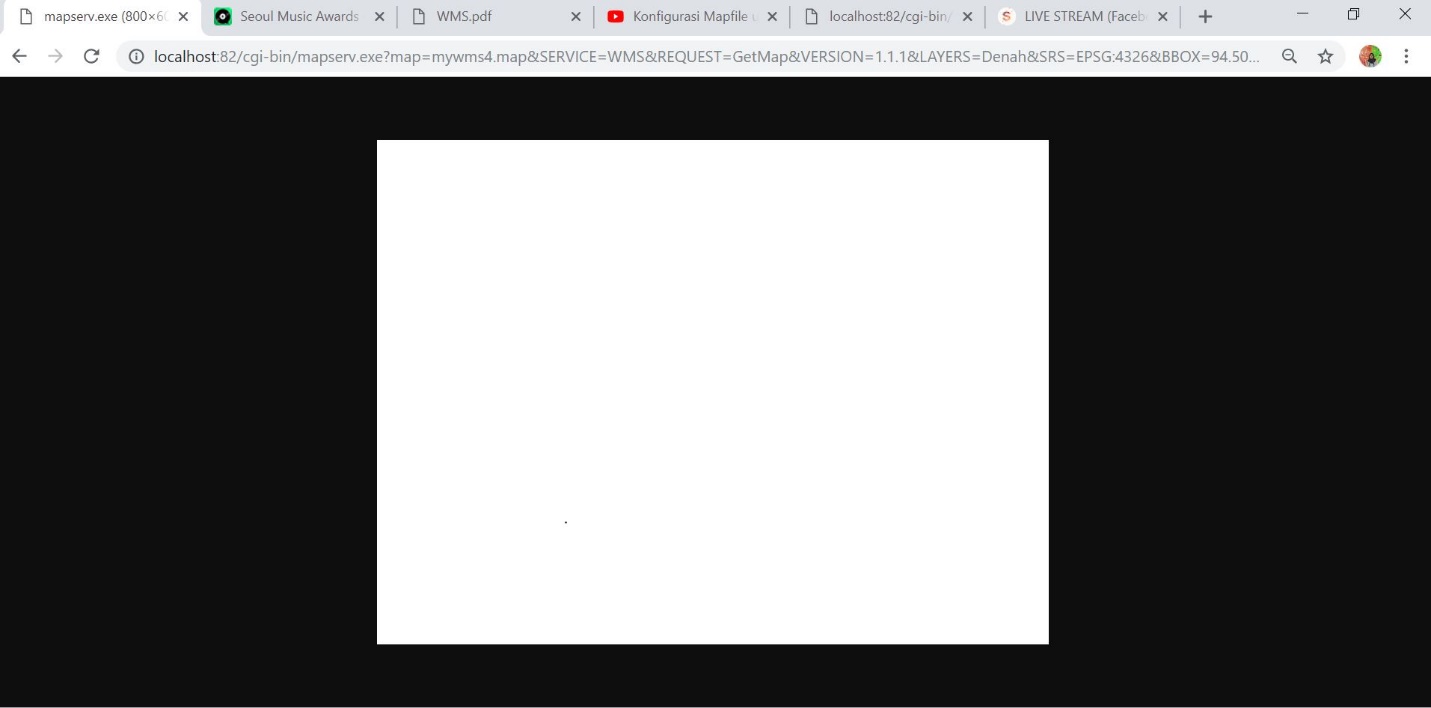 mapserv.exe (800×60
Seoul Music Awards
WMS.pdf
Konfigurasi Mapfile u
localhost:82/cgi-bin/
LIVE STREAM (Faceb
localhost:82/cgi-bin/mapserv.exe?map=mywms4.map&SERVICE=WMS&REQUEST=GetMap&VERSION=1.1.1&LAYERS=Denah&SRS=EPSG:4326&BBOX=94.50...